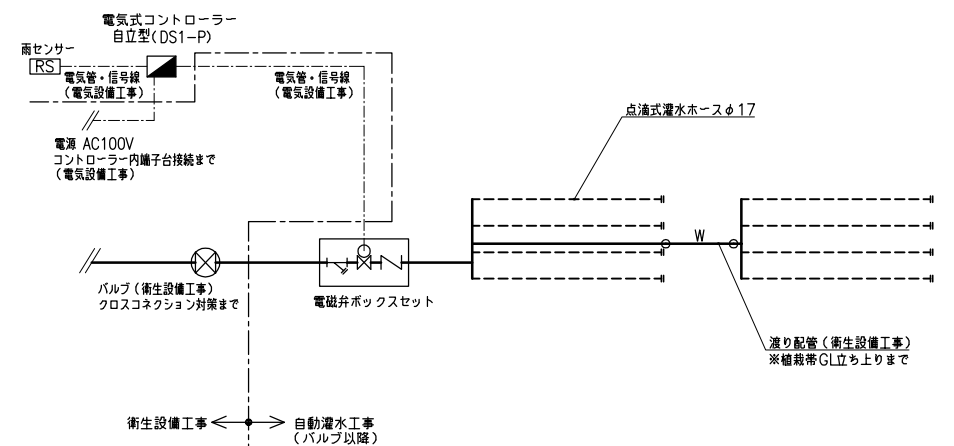 電気式コントローラー
自立型(DS1-P)
雨センサー
RS
電気管・信号線
(電気設備工事)
電気管・信号線
(電気設備工事)
電源 AC100V
コントローラー内端子台接続まで
(電気設備工事)
点滴式灌水ホースφ17
W
バルブ(衛生設備工事)
クロスコネクション対策まで
電磁弁ボックスセット
渡り配管(衛生設備工事)
※植栽帯GL立ち上りまで
衛生設備工事
自動灌水工事
(バルブ以降)